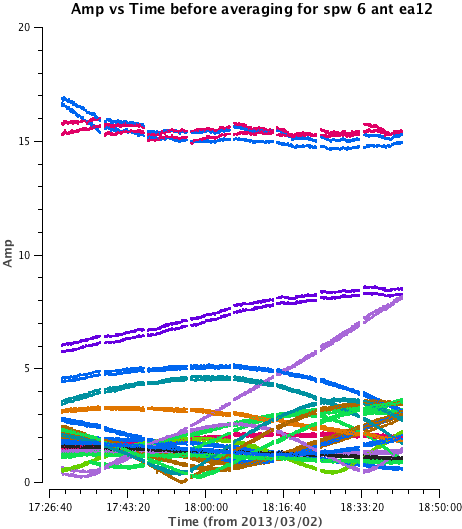 Amp vs Time before averaging for spw 6 ant ea12
20
15
10
5
0
Amp
17:26:40 17:43:20 18:00:00 18:16:40 18:33:20 18:50:00
Time (from 2013/03/02)